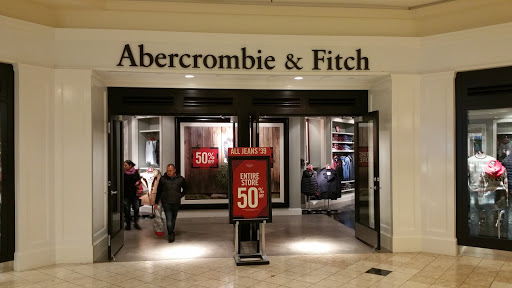 Abercrombie & Fitch
50%
ALL JEANS $39
ENTIRE
STORE
50%